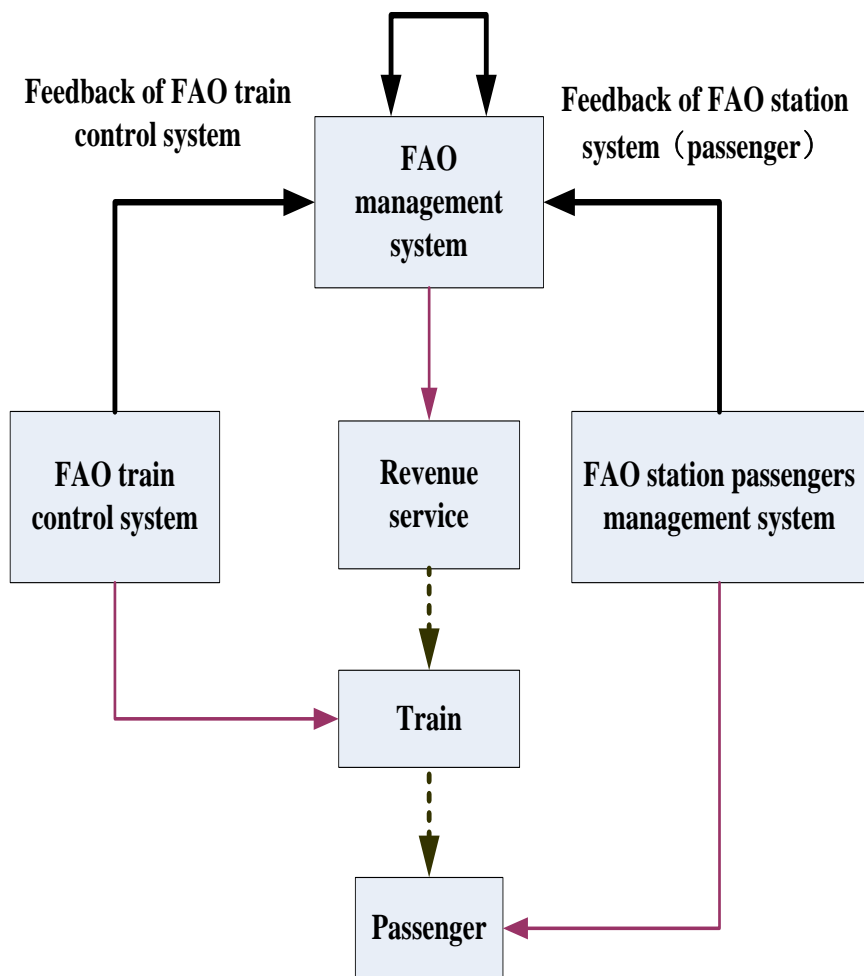 Feedback of FAO train
control system
Feedback of FAO station
system（passenger）
FAO
management
system
FAO train
control system
Revenue
service
FAO station passengers
management system
Train
Passenger